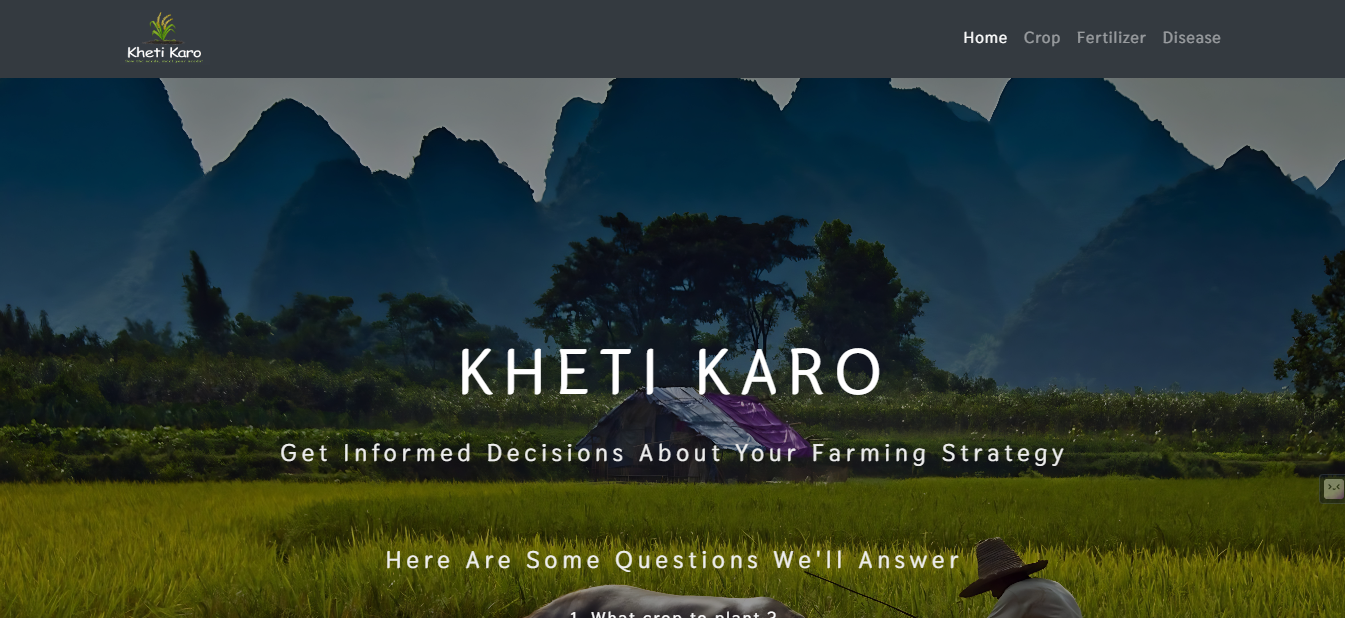 Kheti Karo
Home Crop Fertilizer Disease
KHETI KARO
Get Informed Decisions About Your Farming Strategy
Here Are Some Questions We'll Answer
1. What crop to plant ?